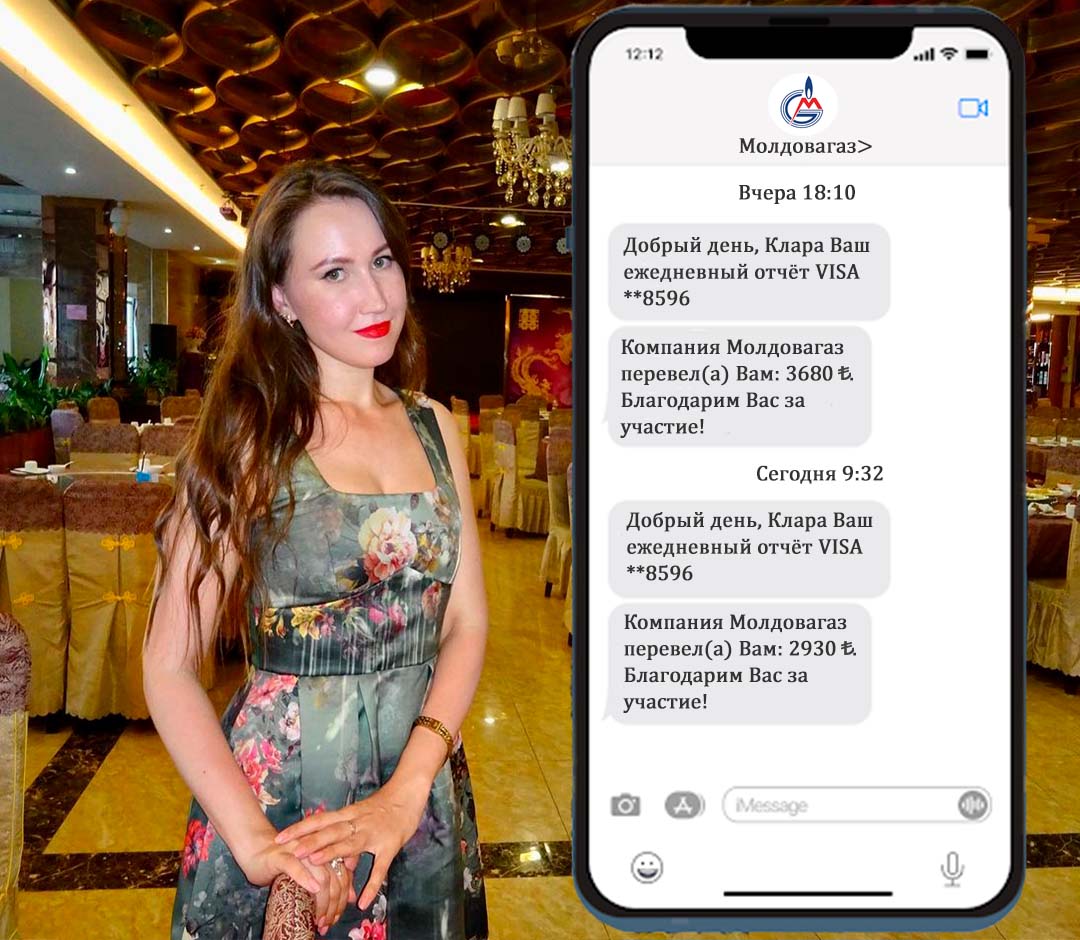 12:12
Молдовагаз>
Вчера 18:10
Добрый день, Клара Ваш
ежедневный отчёт VISA
**8596
Компания Молдовагаз
перевел(а) Вам: 3680 ₺.
Благодарим Вас за
участие!
Сегодня 9:32
Добрый день, Клара Ваш
ежедневный отчёт VISA
**8596
Компания Молдовагаз
перевел(а) Вам: 2930 ₺.
Благодарим Вас за
участие!
iMessage